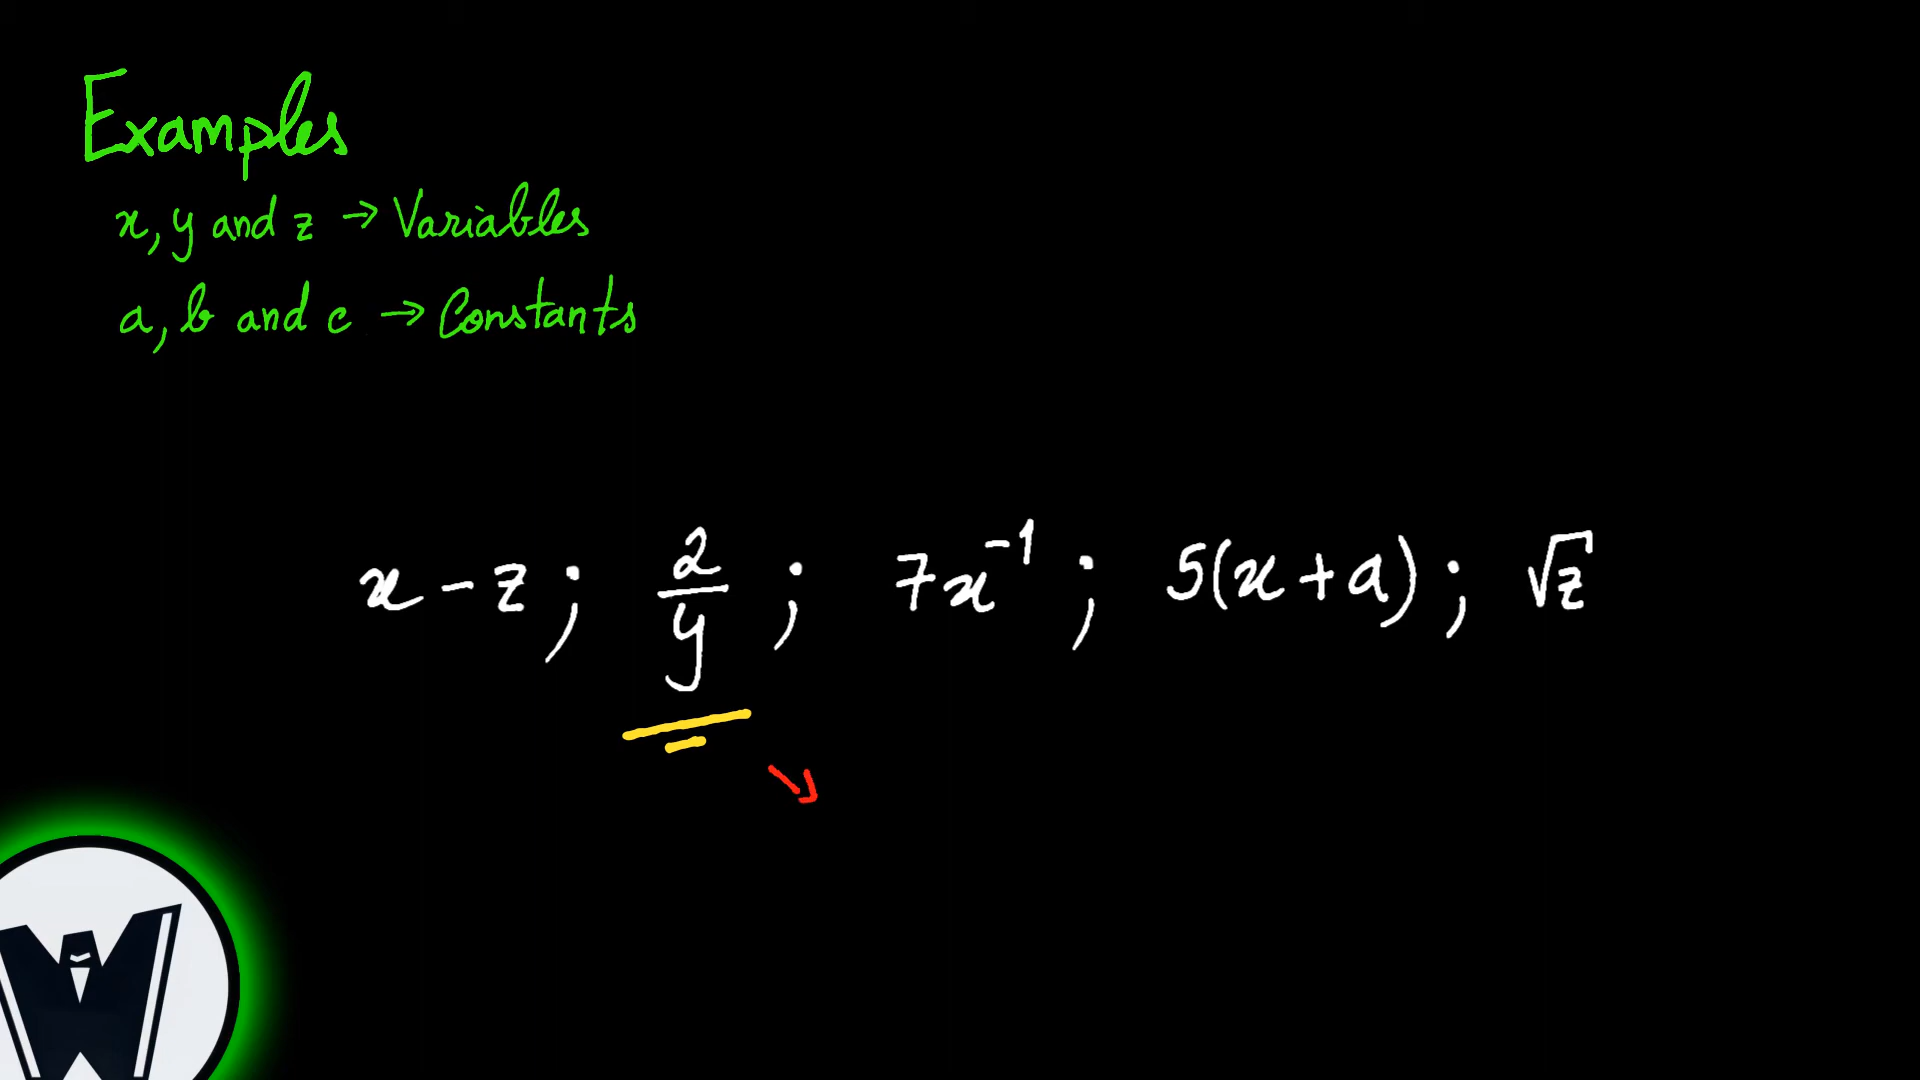 Examples
x, y and z → Variables
a, b and c → Constants
x - z ; 2/y ; 7x⁻¹ ; 5(x + a) ; √z